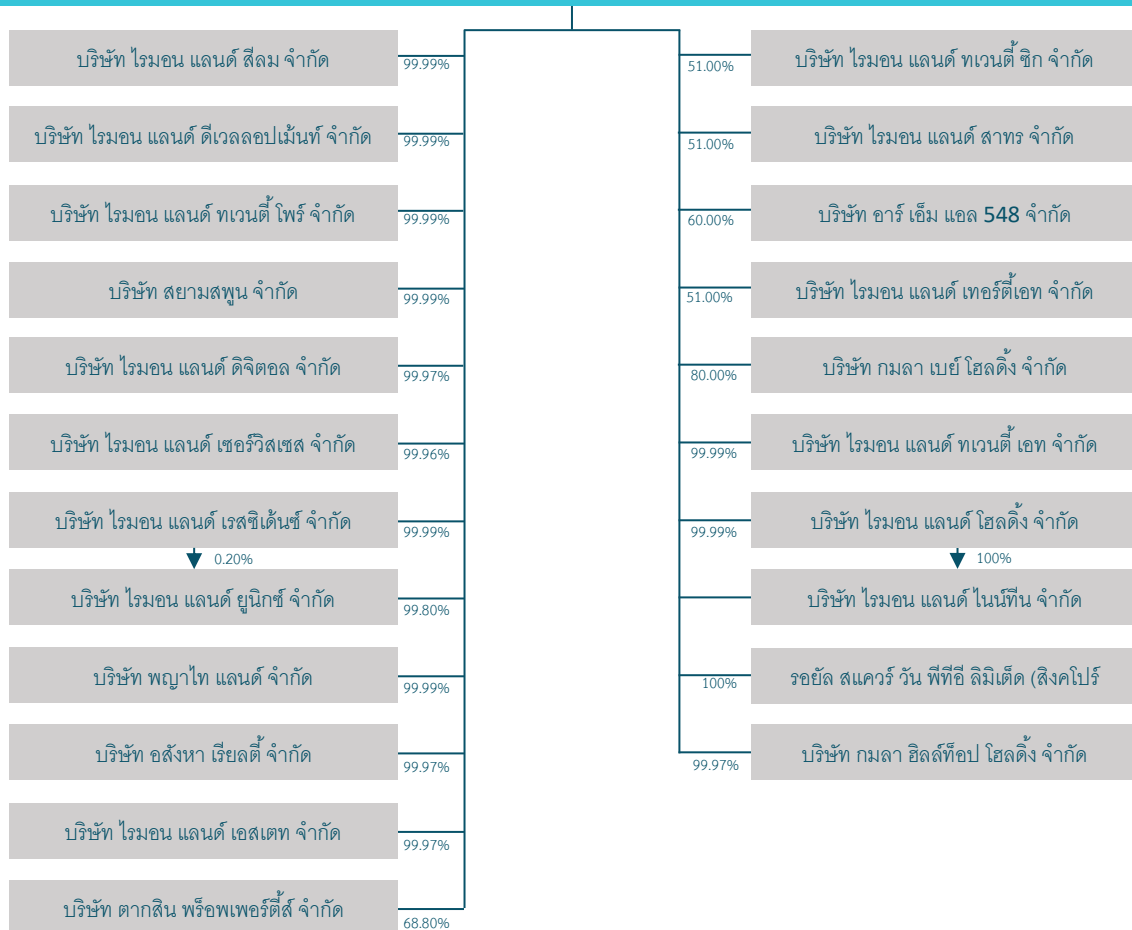 บริษัท ไรมอน แลนด์ สีลม จำกัด
99.99%
บริษัท ไรมอน แลนด์ ดีเวลลอปเม้นท์ จำกัด
99.99%
บริษัท ไรมอน แลนด์ ทเวนตี้ โฟร์ จำกัด
99.99%
บริษัท สยามสพูน จำกัด
99.99%
บริษัท ไรมอน แลนด์ ดิจิตอล จำกัด
99.97%
บริษัท ไรมอน แลนด์ เซอร์วิสเซส จำกัด
99.96%
บริษัท ไรมอน แลนด์ เรสซิเด้นซ์ จำกัด
99.99%
0.20%
บริษัท ไรมอน แลนด์ ยูนิกซ์ จำกัด
99.80%
บริษัท พญาไท แลนด์ จำกัด
99.99%
บริษัท อสังหา เรียลตี้ จำกัด
99.97%
บริษัท ไรมอน แลนด์ เอสเตท จำกัด
99.97%
บริษัท ตากสิน พร็อพเพอร์ตี้ส์ จำกัด
68.80%
บริษัท ไรมอน แลนด์ ทเวนตี้ ซิก จำกัด
51.00%
บริษัท ไรมอน แลนด์ สาทร จำกัด
51.00%
บริษัท อาร์ เอ็ม แอล 548 จำกัด
60.00%
บริษัท ไรมอน แลนด์ เทอร์ตี้เอท จำกัด
51.00%
บริษัท กมลา เบย์ โฮลดิ้ง จำกัด
80.00%
บริษัท ไรมอน แลนด์ ทเวนตี้ เอท จำกัด
99.99%
บริษัท ไรมอน แลนด์ โฮลดิ้ง จำกัด
99.99%
100%
บริษัท ไรมอน แลนด์ ไนน์ทีน จำกัด
รอยัล สแควร์ วัน พีทีอี ลิมิเต็ด (สิงคโปร์
100%
บริษัท กมลา ฮิลล์ท็อป โฮลดิ้ง จำกัด
99.97%